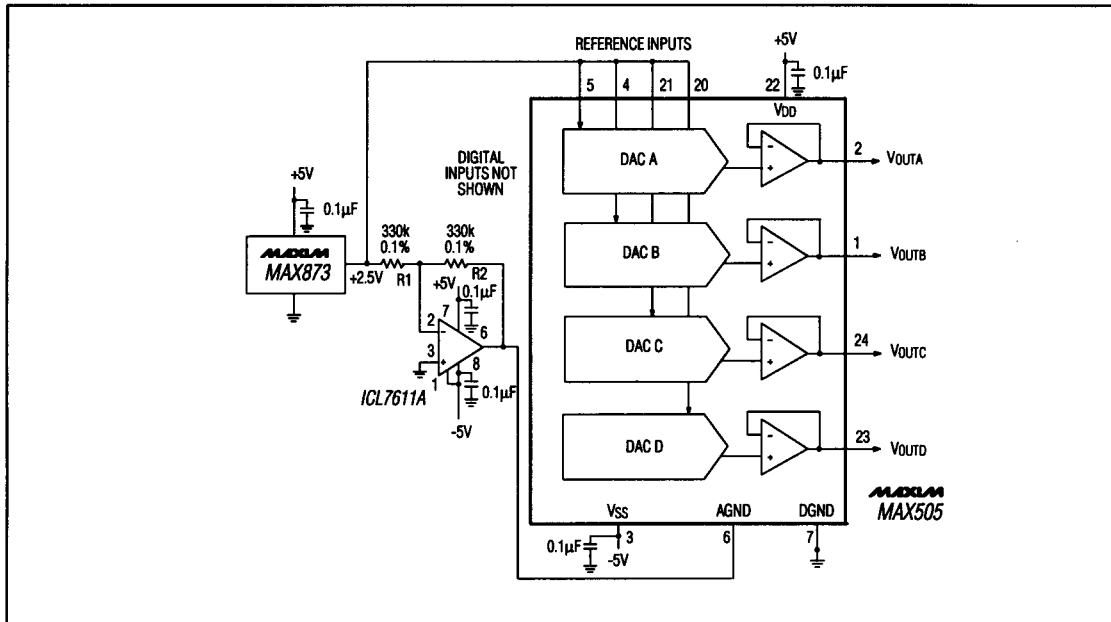 REFERENCE INPUTS
+5V
0.1µF
5 4 21 20 22
VDD
DAC A
2 VOUTA
DIGITAL
INPUTS NOT
SHOWN
+5V
0.1µF
DAC B
1 VOUTB
330k
0.1%
330k
0.1%
MAXIM
MAX873
+2.5V
R1
R2
+5V
0.1µF
7
2
-
6
3
+
8
1
0.1µF
ICL7611A
-5V
DAC C
24 VOUTC
DAC D
23 VOUTD
-
+
-
+
-
+
-
+
MAXIM
MAX505
VSS
AGND
DGND
3
6
7
0.1µF
-5V